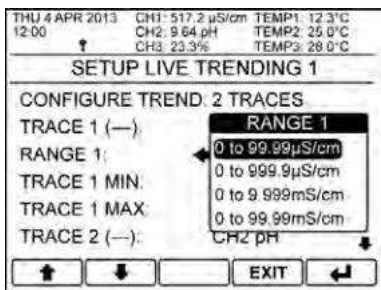 THU 4 APR 2013 CH1: 517.2 µS/cm TEMP1: 12.3°C
12:00 CH2: 9.64 pH TEMP2: 25.0°C
CH3: 23.3% TEMP3: 28.0°C
SETUP LIVE TRENDING 1
CONFIGURE TREND: 2 TRACES
TRACE 1 (—):
RANGE 1:
TRACE 1 MIN:
TRACE 1 MAX:
TRACE 2 (—): CH2 pH
RANGE 1
0 to 99.99µS/cm
0 to 999.9µS/cm
0 to 9.999mS/cm
0 to 99.99mS/cm
EXIT